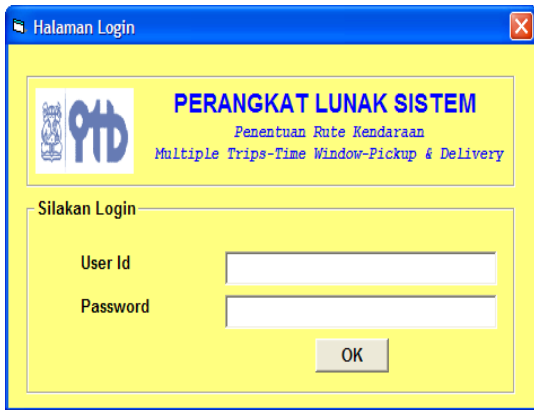 Halaman Login
PERANGKAT LUNAK SISTEM
Penentuan Rute Kendaraan
Multiple Trips-Time Window-Pickup & Delivery
Silakan Login
User Id
Password
OK